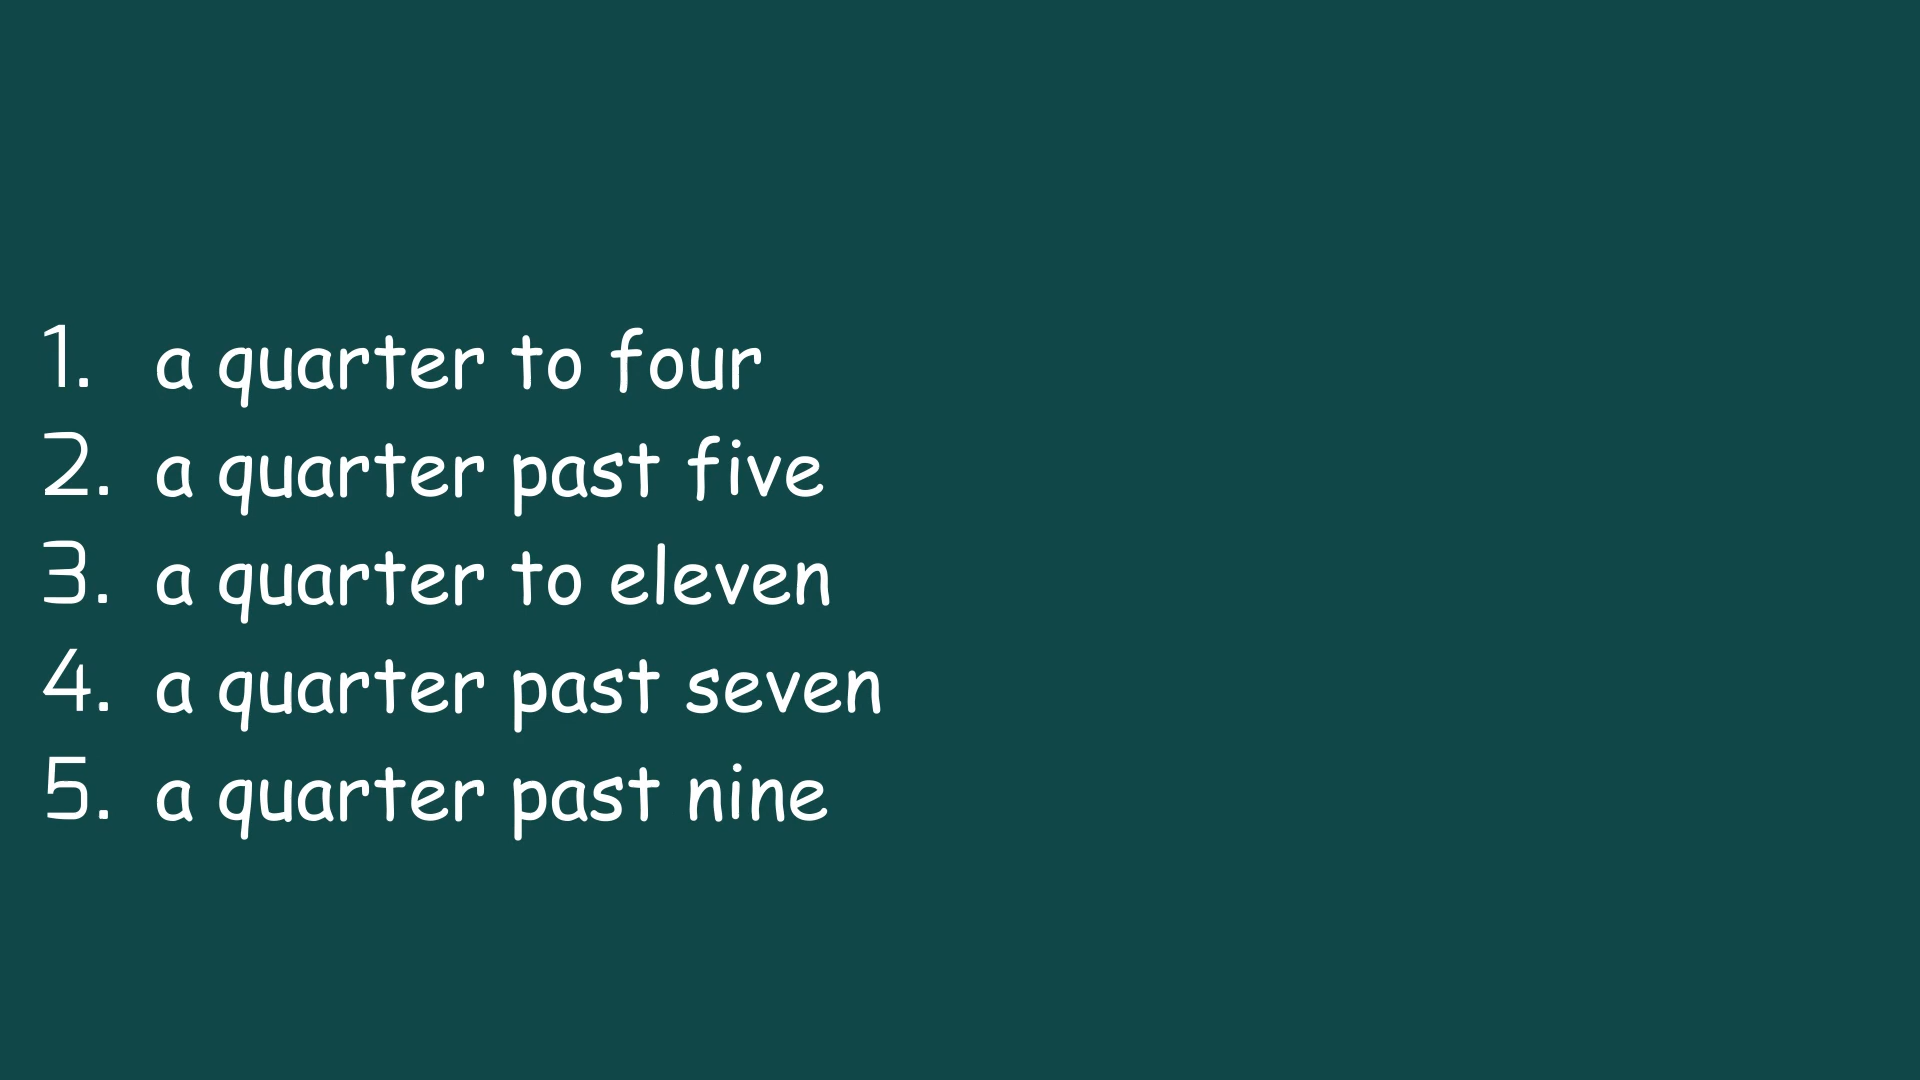 1. a quarter to four
2. a quarter past five
3. a quarter to eleven
4. a quarter past seven
5. a quarter past nine